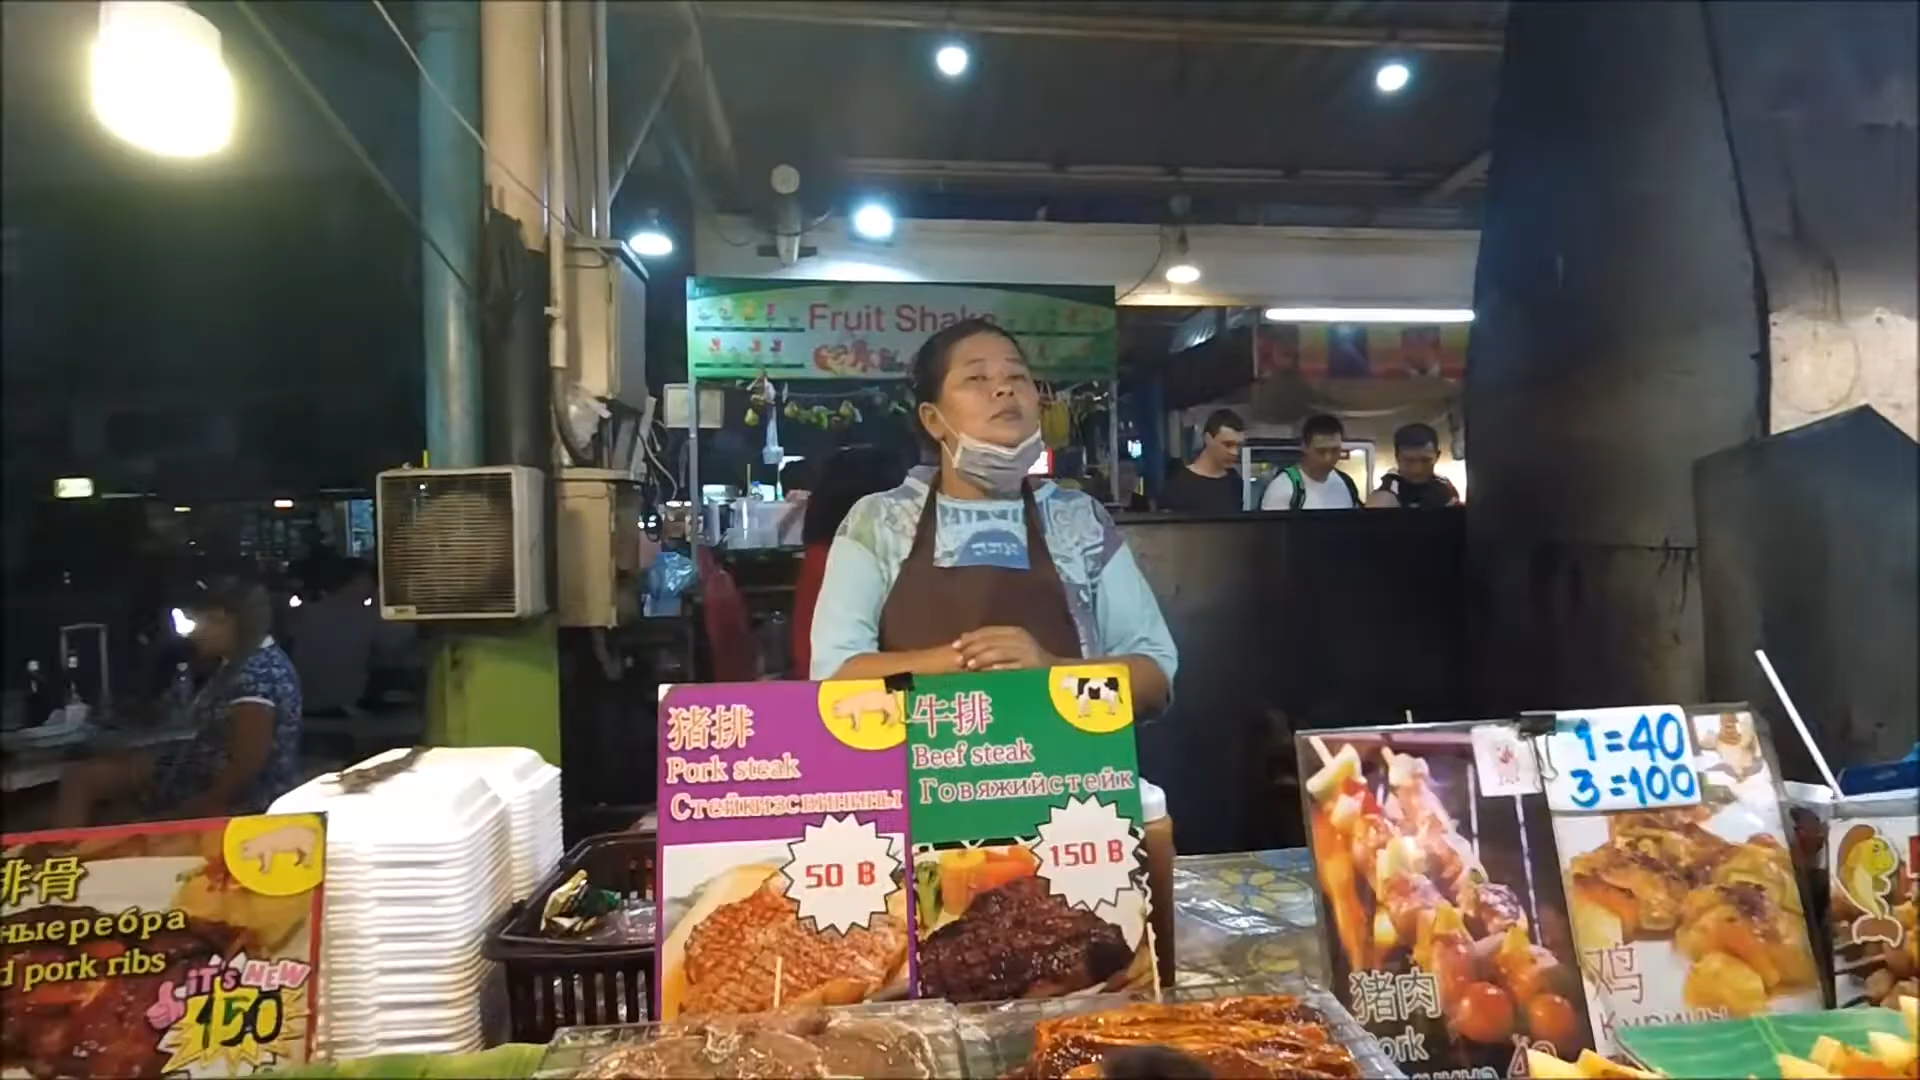 Fruit Shake
猪排
Pork steak
Стейкизсвинины
50 B
牛排
Beef steak
Говяжийстейк
150 B
1=40
3=100
排骨
ныеребра
d pork ribs
iT's NEW
150
猪肉
Pork
鸡